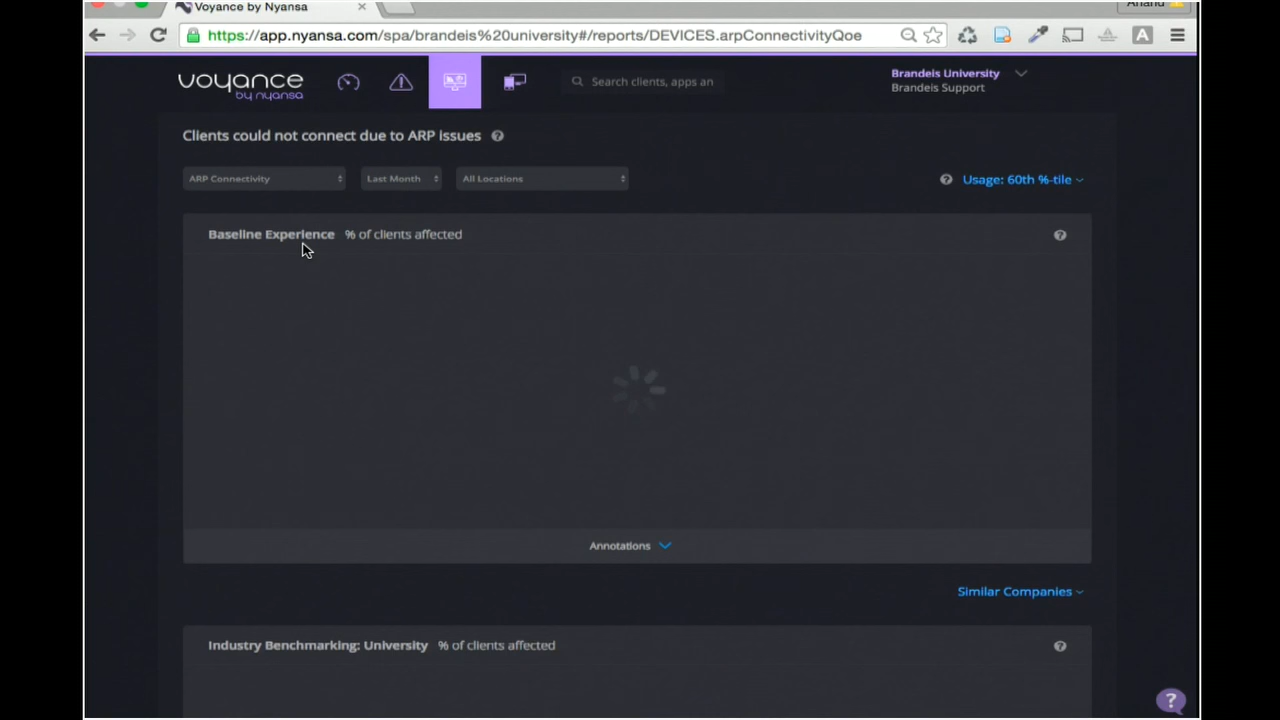 Voyance by Nyansa
Anand
https://app.nyansa.com/spa/brandeis%20university#/reports/DEVICES.arpConnectivityQoe
A
voyance
by nyansa
Search clients, apps an
Brandeis University
Brandeis Support
Clients could not connect due to ARP issues ?
ARP Connectivity
Last Month
All Locations
? Usage: 60th %-tile
Baseline Experience % of clients affected ?
Annotations
Similar Companies
Industry Benchmarking: University % of clients affected ?
?